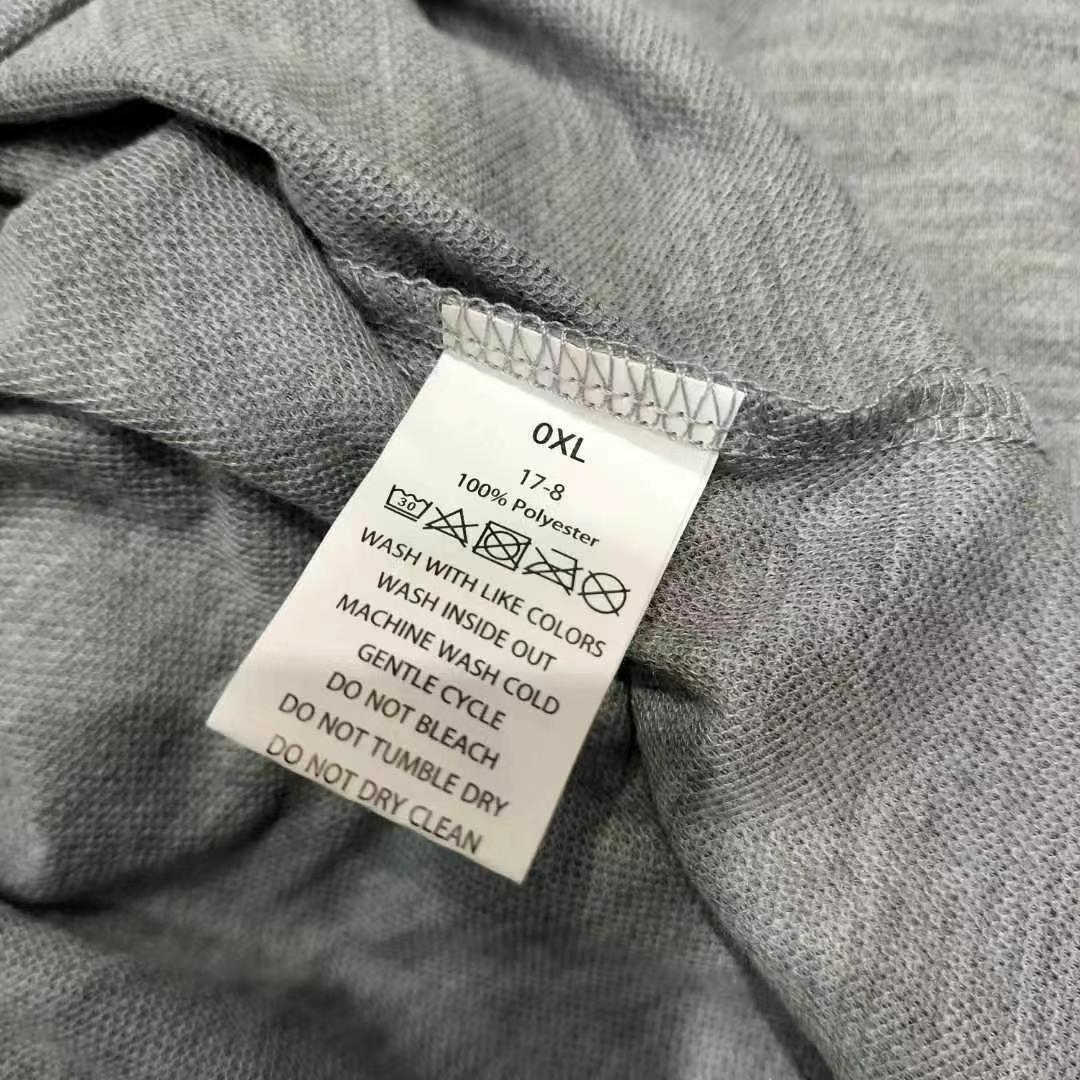 0XL
17-8
100% Polyester
30
WASH WITH LIKE COLORS
WASH INSIDE OUT
MACHINE WASH COLD
GENTLE CYCLE
DO NOT BLEACH
DO NOT TUMBLE DRY
DO NOT DRY CLEAN